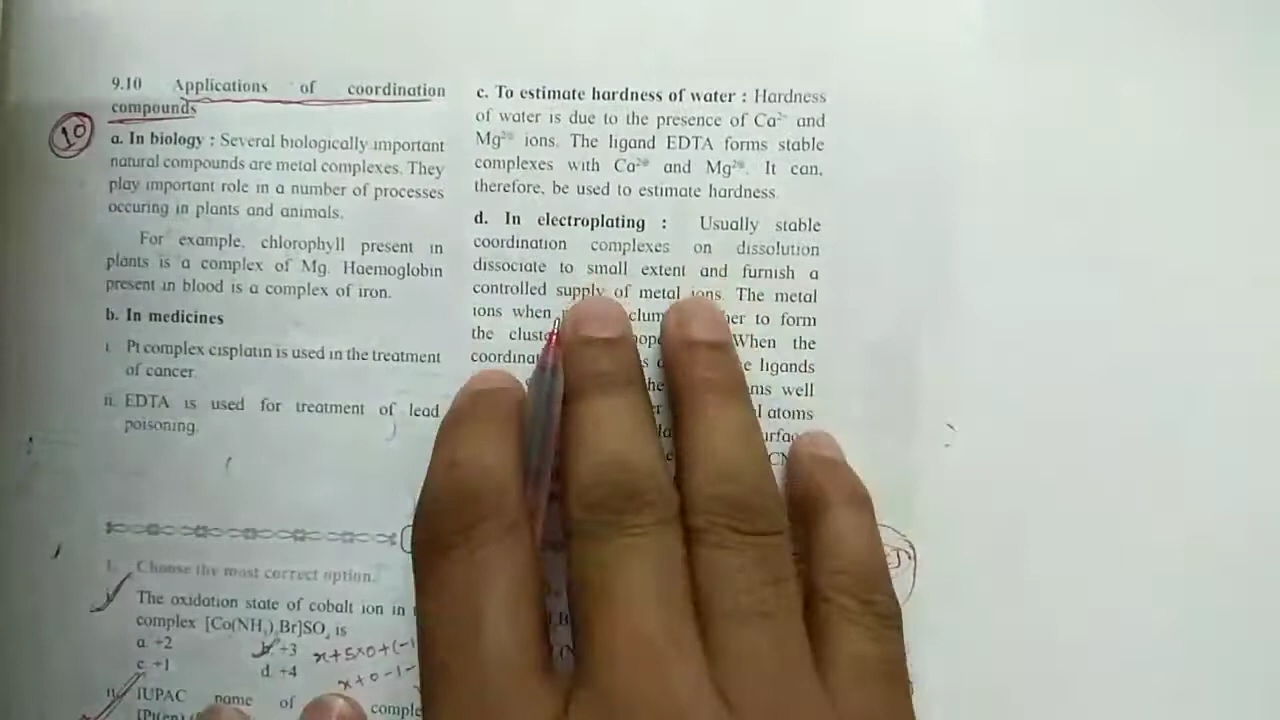 9.10 Applications of coordination
compounds
10
a. In biology : Several biologically important
natural compounds are metal complexes. They
play important role in a number of processes
occuring in plants and animals.
For example, chlorophyll present in
plants is a complex of Mg. Haemoglobin
present in blood is a complex of iron.
b. In medicines
i. Pt complex cisplatin is used in the treatment
of cancer.
ii. EDTA is used for treatment of lead
poisoning.
c. To estimate hardness of water : Hardness
of water is due to the presence of Ca²⊕ and
Mg²⊕ ions. The ligand EDTA forms stable
complexes with Ca²⊕ and Mg²⊕. It can,
therefore, be used to estimate hardness.
d. In electroplating : Usually stable
coordination complexes on dissolution
dissociate to small extent and furnish a
controlled supply of metal ions. The metal
ions when to form
the When the
ligands
well
atoms
I. Choose the most correct option.
The oxidation state of cobalt ion in
complex [Co(NH₃)₅Br]SO₄ is
a. +2 b. +3
c. +1 d. +4
x+5×0+(-1
x+0-1-
ii. IUPAC name of